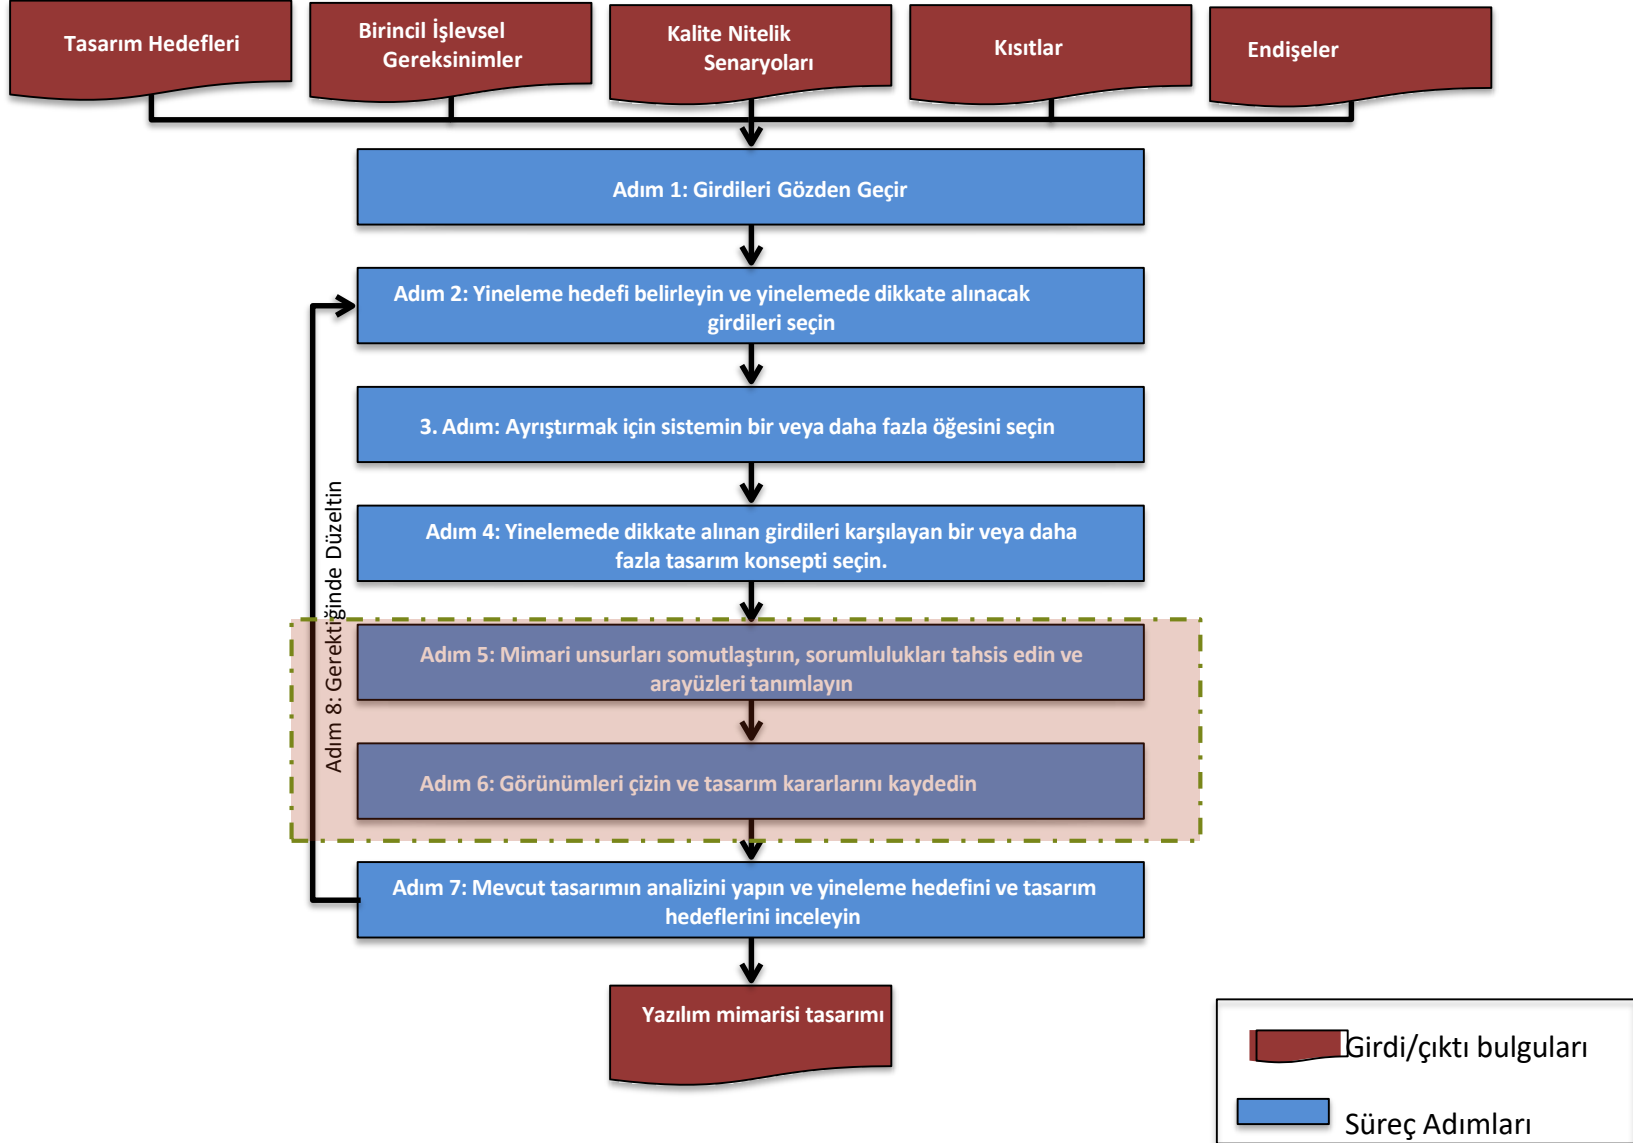 Tasarım Hedefleri
Birincil İşlevsel
Gereksinimler
Kalite Nitelik
Senaryoları
Kısıtlar
Endişeler
Adım 1: Girdileri Gözden Geçir
Adım 2: Yineleme hedefi belirleyin ve yinelemede dikkate alınacak
girdileri seçin
3. Adım: Ayrıştırmak için sistemin bir veya daha fazla öğesini seçin
Adım 4: Yinelemede dikkate alınan girdileri karşılayan bir veya daha
fazla tasarım konsepti seçin.
Adım 5: Mimari unsurları somutlaştırın, sorumlulukları tahsis edin ve
arayüzleri tanımlayın
Adım 6: Görünümleri çizin ve tasarım kararlarını kaydedin
Adım 7: Mevcut tasarımın analizini yapın ve yineleme hedefini ve tasarım
hedeflerini inceleyin
Adım 8: Gerektiğinde Düzeltin
Yazılım mimarisi tasarımı
Girdi/çıktı bulguları
Süreç Adımları